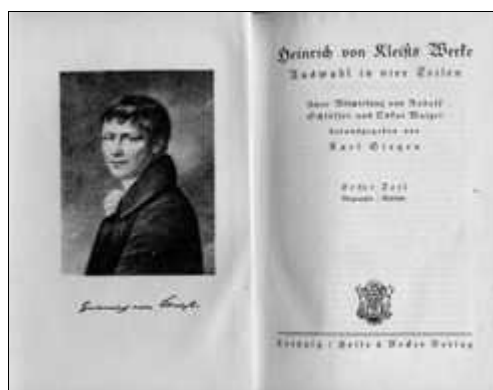 Heinrich von Kleists Werke
Auswahl in vier Teilen
Unter Mitwirkung von Rudolf
Schlösser und Oskar Walzel
herausgegeben von
Karl Siegen
Erster Teil
Leipzig / Hesse & Becker Verlag